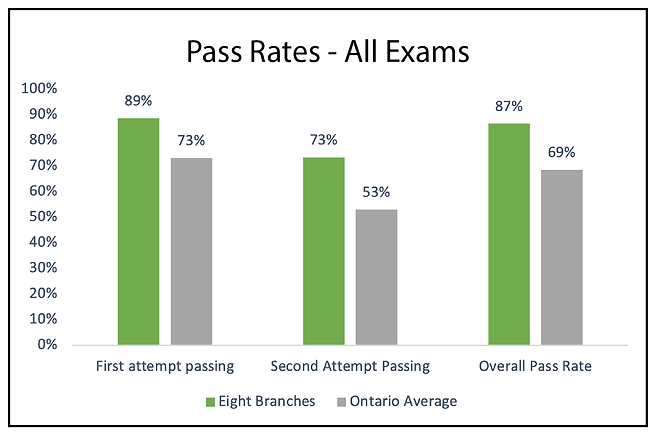 Pass Rates - All Exams
100%
90%
80%
70%
60%
50%
40%
30%
20%
10%
0%
89%
73%
73%
53%
87%
69%
First attempt passing
Second Attempt Passing
Overall Pass Rate
Eight Branches
Ontario Average